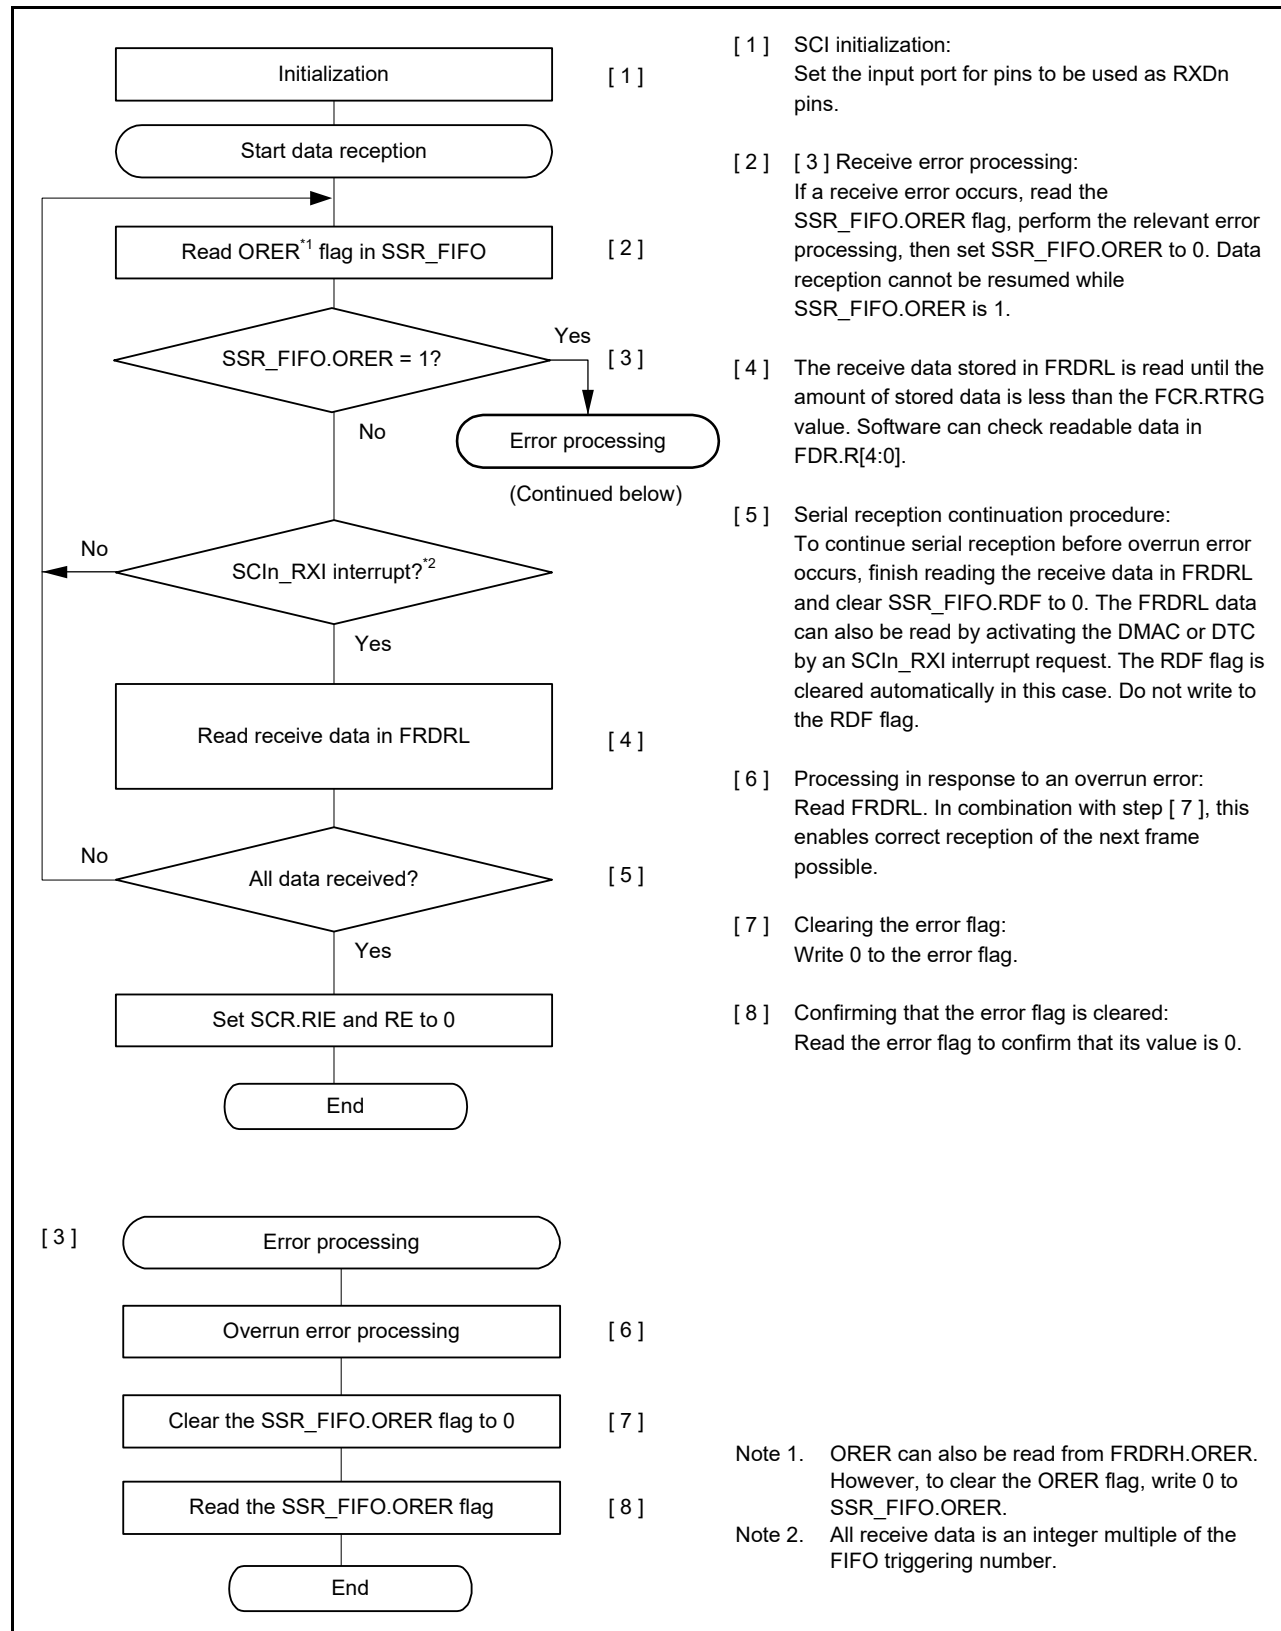 Initialization
[ 1 ]
Start data reception
Read ORER*1 flag in SSR_FIFO
[ 2 ]
SSR_FIFO.ORER = 1?
Yes
[ 3 ]
No
Error processing
(Continued below)
No
SCIn_RXI interrupt?*2
Yes
Read receive data in FRDRL
[ 4 ]
No
All data received?
[ 5 ]
Yes
Set SCR.RIE and RE to 0
End
[ 1 ] SCI initialization:
Set the input port for pins to be used as RXDn
pins.
[ 2 ] [ 3 ] Receive error processing:
If a receive error occurs, read the
SSR_FIFO.ORER flag, perform the relevant error
processing, then set SSR_FIFO.ORER to 0. Data
reception cannot be resumed while
SSR_FIFO.ORER is 1.
[ 4 ] The receive data stored in FRDRL is read until the
amount of stored data is less than the FCR.RTRG
value. Software can check readable data in
FDR.R[4:0].
[ 5 ] Serial reception continuation procedure:
To continue serial reception before overrun error
occurs, finish reading the receive data in FRDRL
and clear SSR_FIFO.RDF to 0. The FRDRL data
can also be read by activating the DMAC or DTC
by an SCIn_RXI interrupt request. The RDF flag is
cleared automatically in this case. Do not write to
the RDF flag.
[ 6 ] Processing in response to an overrun error:
Read FRDRL. In combination with step [ 7 ], this
enables correct reception of the next frame
possible.
[ 7 ] Clearing the error flag:
Write 0 to the error flag.
[ 8 ] Confirming that the error flag is cleared:
Read the error flag to confirm that its value is 0.
[ 3 ]
Error processing
Overrun error processing
[ 6 ]
Clear the SSR_FIFO.ORER flag to 0
[ 7 ]
Read the SSR_FIFO.ORER flag
[ 8 ]
End
Note 1. ORER can also be read from FRDRH.ORER.
However, to clear the ORER flag, write 0 to
SSR_FIFO.ORER.
Note 2. All receive data is an integer multiple of the
FIFO triggering number.